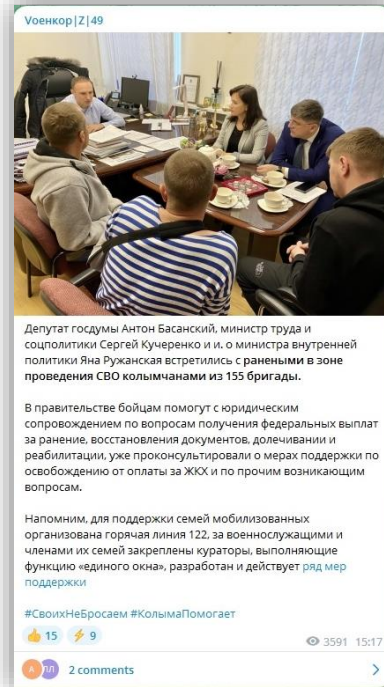 Vоенкор|Z|49
Депутат госдумы Антон Басанский, министр труда и
соцполитики Сергей Кучеренко и и. о министра внутренней
политики Яна Ружанская встретились с ранеными в зоне
проведения СВО колымчанами из 155 бригады.
В правительстве бойцам помогут с юридическим
сопровождением по вопросам получения федеральных выплат
за ранение, восстановления документов, долечивании и
реабилитации, уже проконсультировали о мерах поддержки по
освобождению от оплаты за ЖКХ и по прочим возникающим
вопросам.
Напомним, для поддержки семей мобилизованных
организована горячая линия 122, за военнослужащими и
членами их семей закреплены кураторы, выполняющие
функцию «единого окна», разработан и действует ряд мер
поддержки
#СвоихНеБросаем #КолымаПомогает
15 9
3591 15:17
А ЛЛ 2 comments